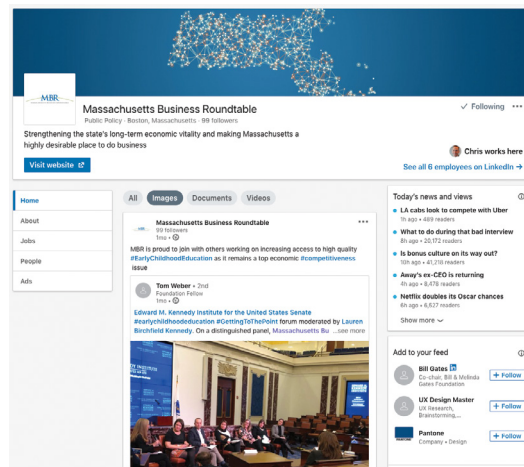 MBR
Massachusetts Business Roundtable
Public Policy · Boston, Massachusetts · 99 followers
Following
Strengthening the state's long-term economic vitality and making Massachusetts a
highly desirable place to do business
Chris works here
Visit website
See all 6 employees on LinkedIn →
Home
About
Jobs
People
Ads
All
Images
Documents
Videos
Massachusetts Business Roundtable
99 followers
1mo •
MBR is proud to join with others working on increasing access to high quality
#EarlyChildhoodEducation as it remains a top economic #competitiveness
issue
Tom Weber • 2nd
Foundation Fellow
1mo •
Edward M. Kennedy Institute for the United States Senate
#earlychildhoodeducation #GettingToThePoint forum moderated by Lauren
Birchfield Kennedy. On a distinguished panel, Massachusetts Bu ...see more
Today's news and views
LA cabs look to compete with Uber
1h ago • 489 readers
What to do during that bad interview
8h ago • 20,172 readers
Is bonus culture on its way out?
10h ago • 41,218 readers
Away's ex-CEO is returning
4h ago • 8,478 readers
Netflix doubles its Oscar chances
6h ago • 6,627 readers
Show more
Add to your feed
Bill Gates in
Co-chair, Bill & Melinda
Gates Foundation
+ Follow
UX Design Master
UX Research,
Brainstorming,...
+ Follow
Pantone
Company • Design
+ Follow